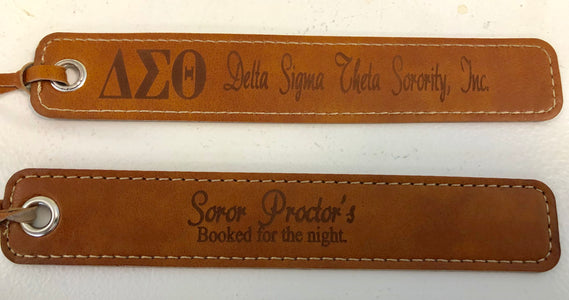 ΔΣΘ Delta Sigma Theta Sorority, Inc.
Soror Proctor's
Booked for the night.